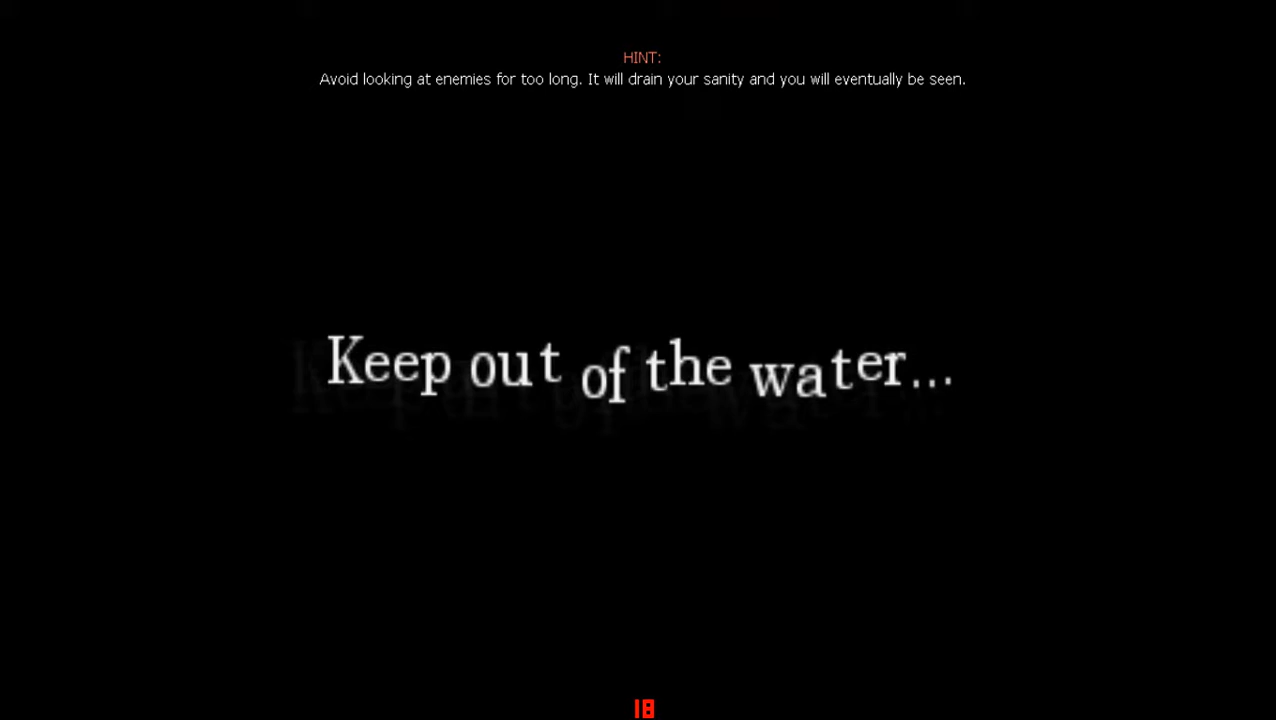 HINT:
Avoid looking at enemies for too long. It will drain your sanity and you will eventually be seen.
Keep out of the water...
18